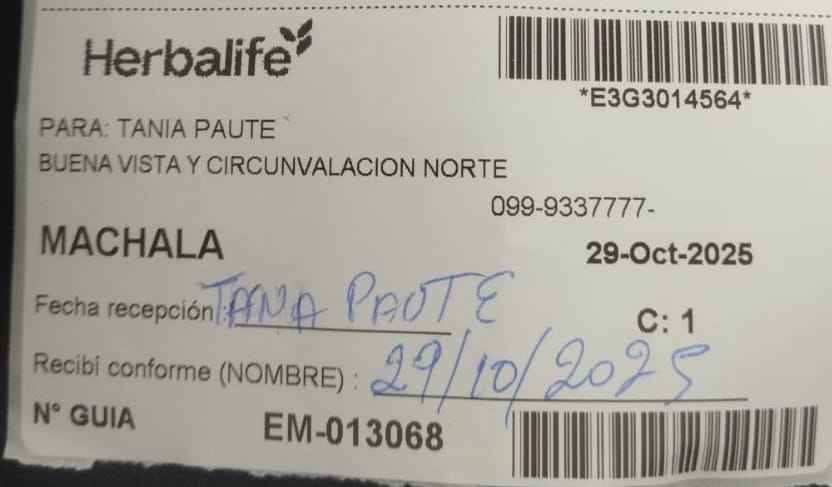 Herbalife
*E3G3014564*
PARA: TANIA PAUTE
BUENA VISTA Y CIRCUNVALACION NORTE
099-9337777-
MACHALA 29-Oct-2025
Fecha recepción : TANIA PAUTE C: 1
Recibí conforme (NOMBRE) : 29/10/2025
N° GUIA EM-013068